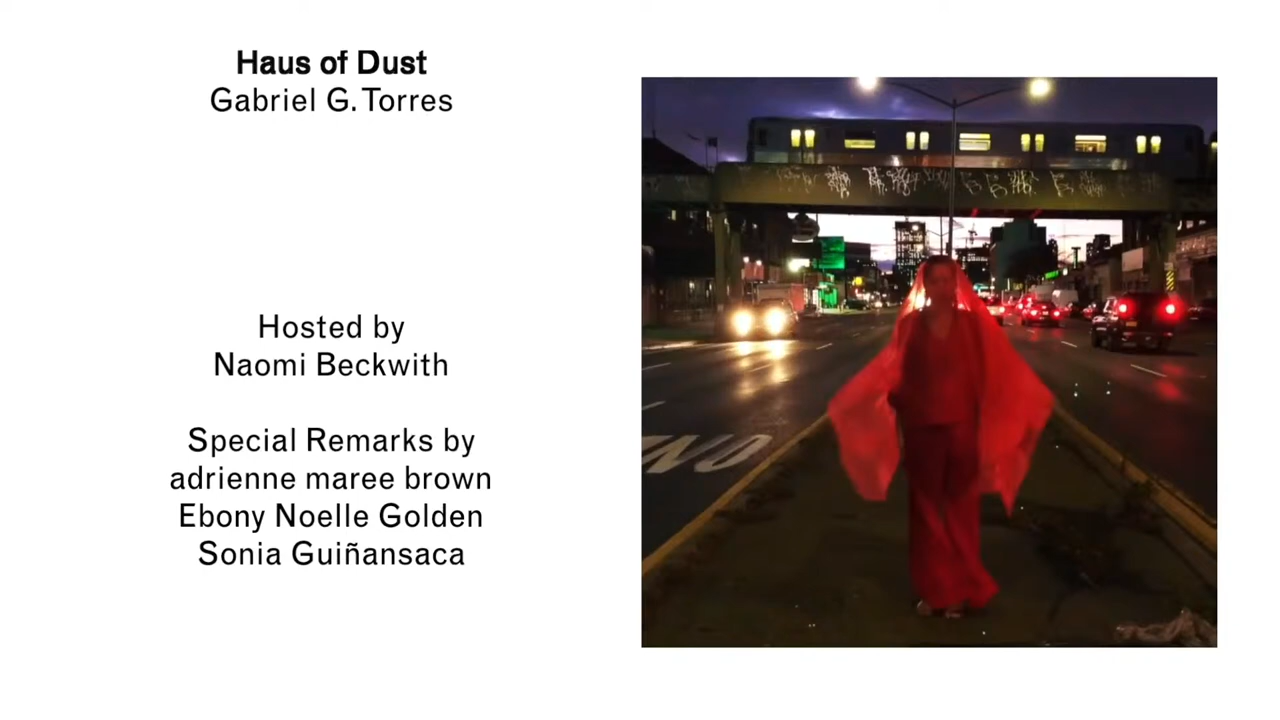 Haus of Dust
Gabriel G. Torres
Hosted by
Naomi Beckwith
Special Remarks by
adrienne maree brown
Ebony Noelle Golden
Sonia Guiñansaca